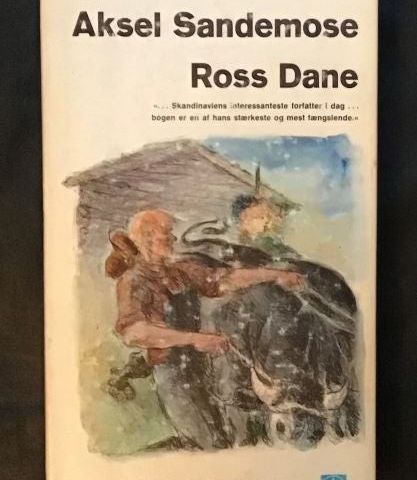 Aksel Sandemose
Ross Dane
»... Skandinaviens interessanteste forfatter i dag ...
bogen er en af hans stærkeste og mest fængslende.«